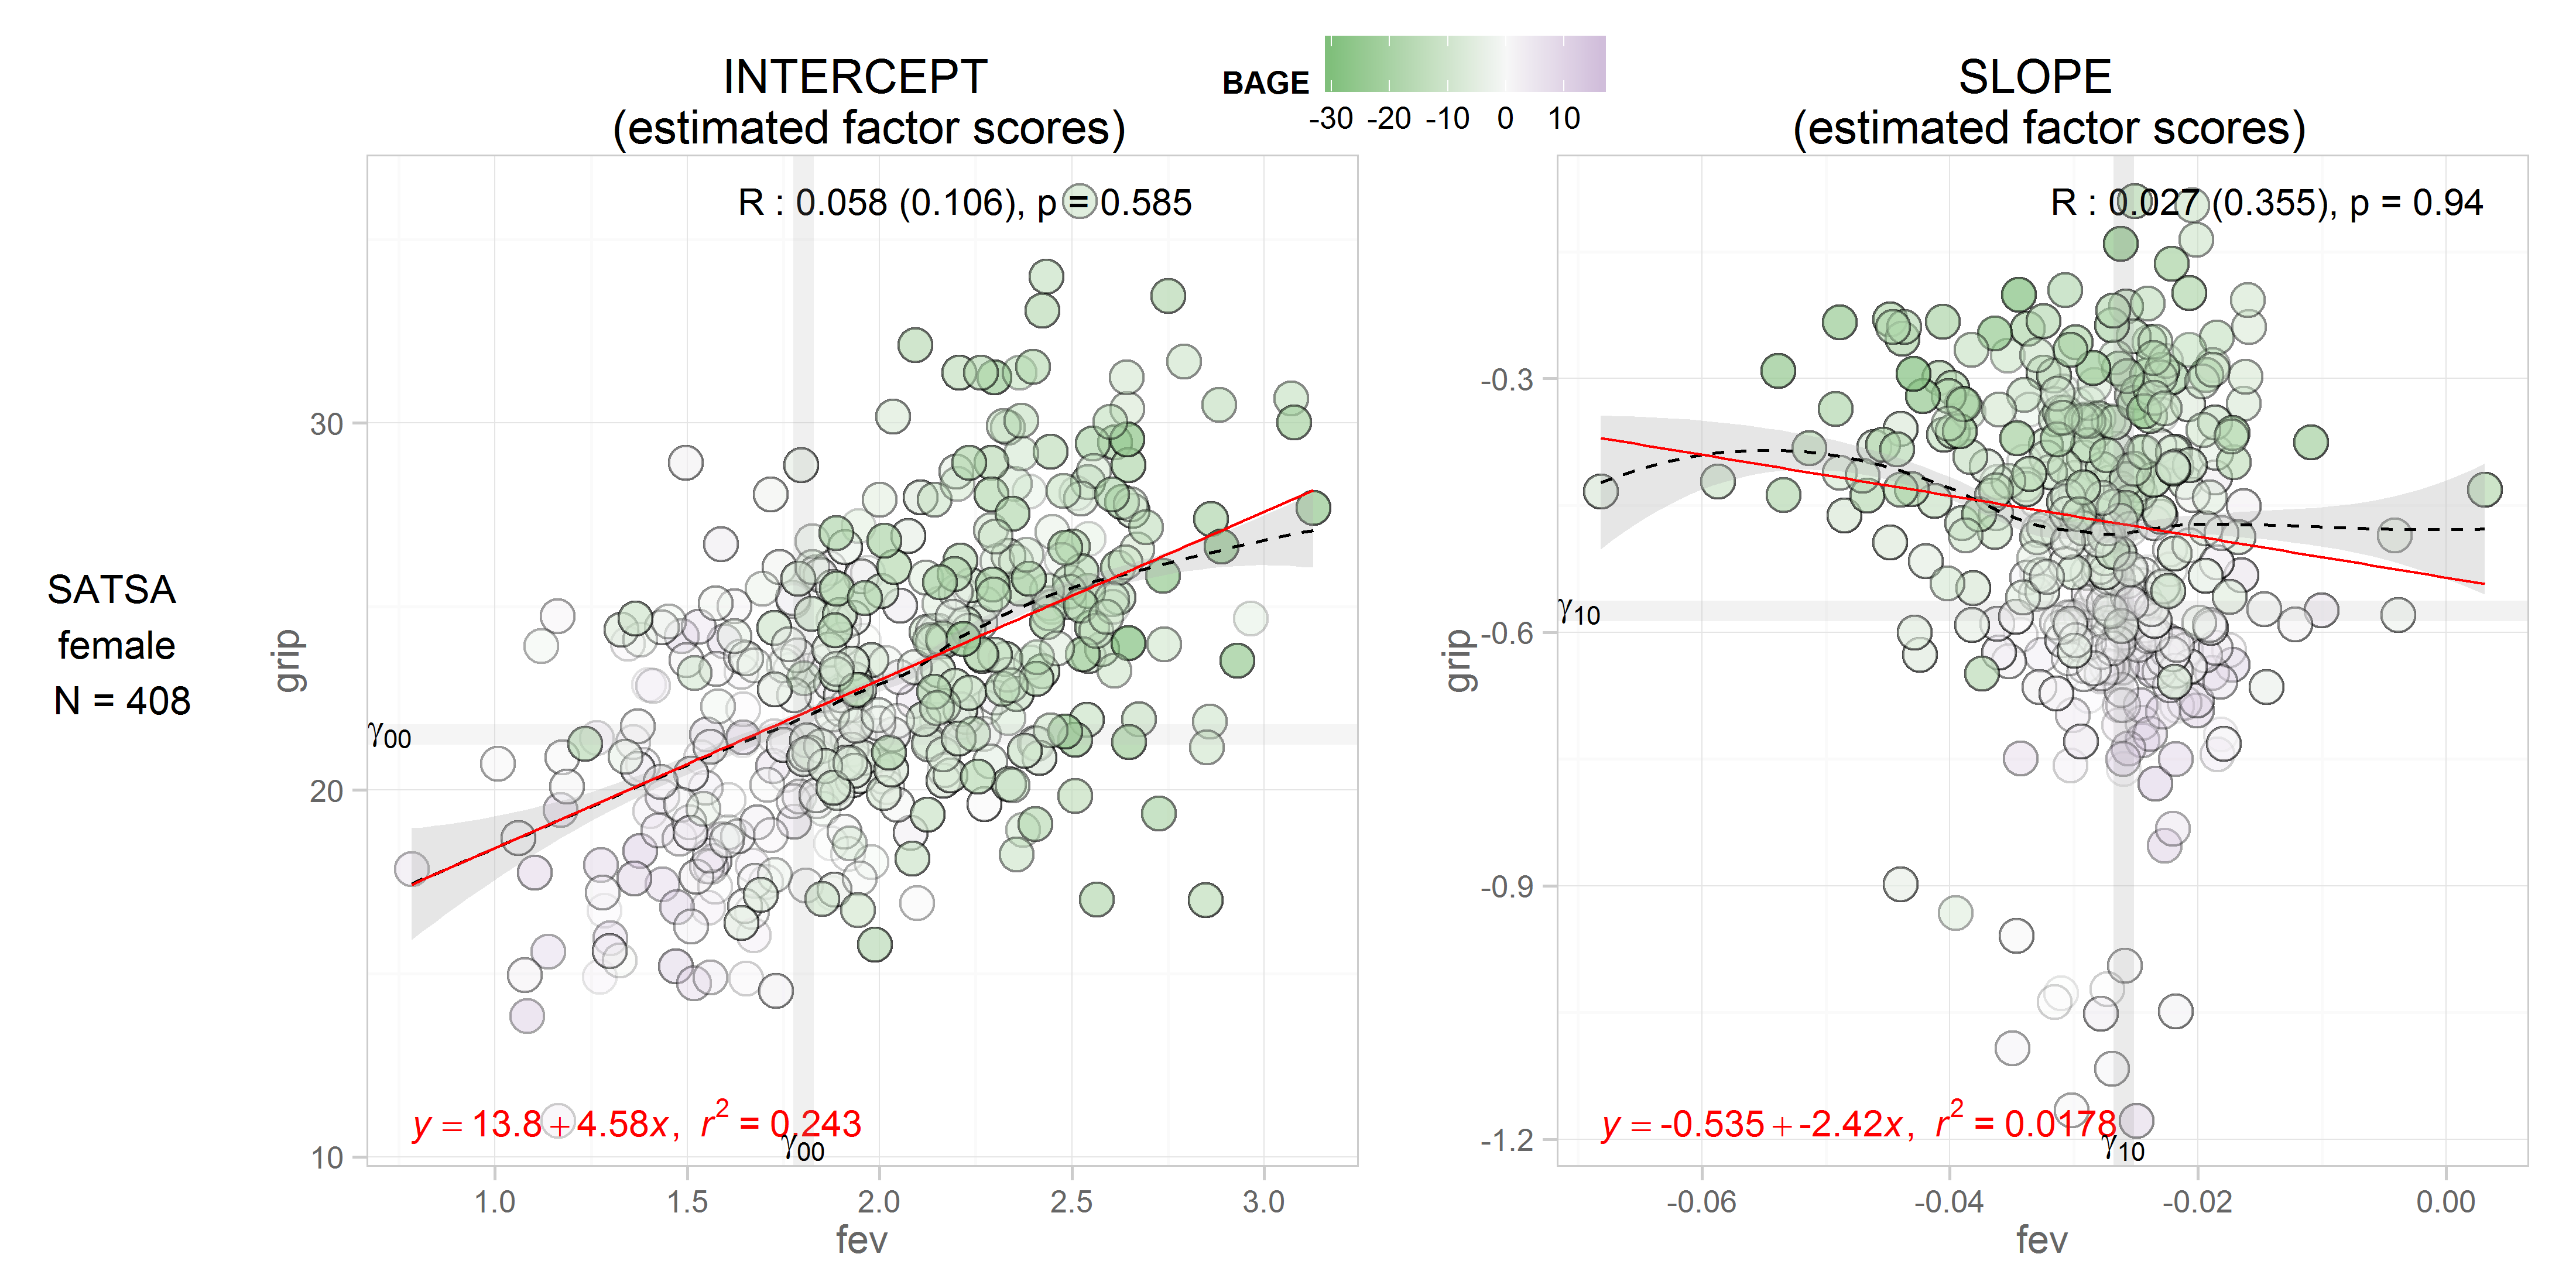 INTERCEPT
(estimated factor scores)
BAGE
-30 -20 -10 0 10
SLOPE
(estimated factor scores)
SATSA
female
N = 408
R : 0.058 (0.106), p = 0.585
grip
30
20
10
γ00
γ00
y = 13.8 + 4.58x, r² = 0.243
1.0 1.5 2.0 2.5 3.0
fev
R : 0.027 (0.355), p = 0.94
grip
-0.3
-0.6
-0.9
-1.2
γ10
y = -0.535 + -2.42x, r² = 0.0178
γ10
-0.06 -0.04 -0.02 0.00
fev